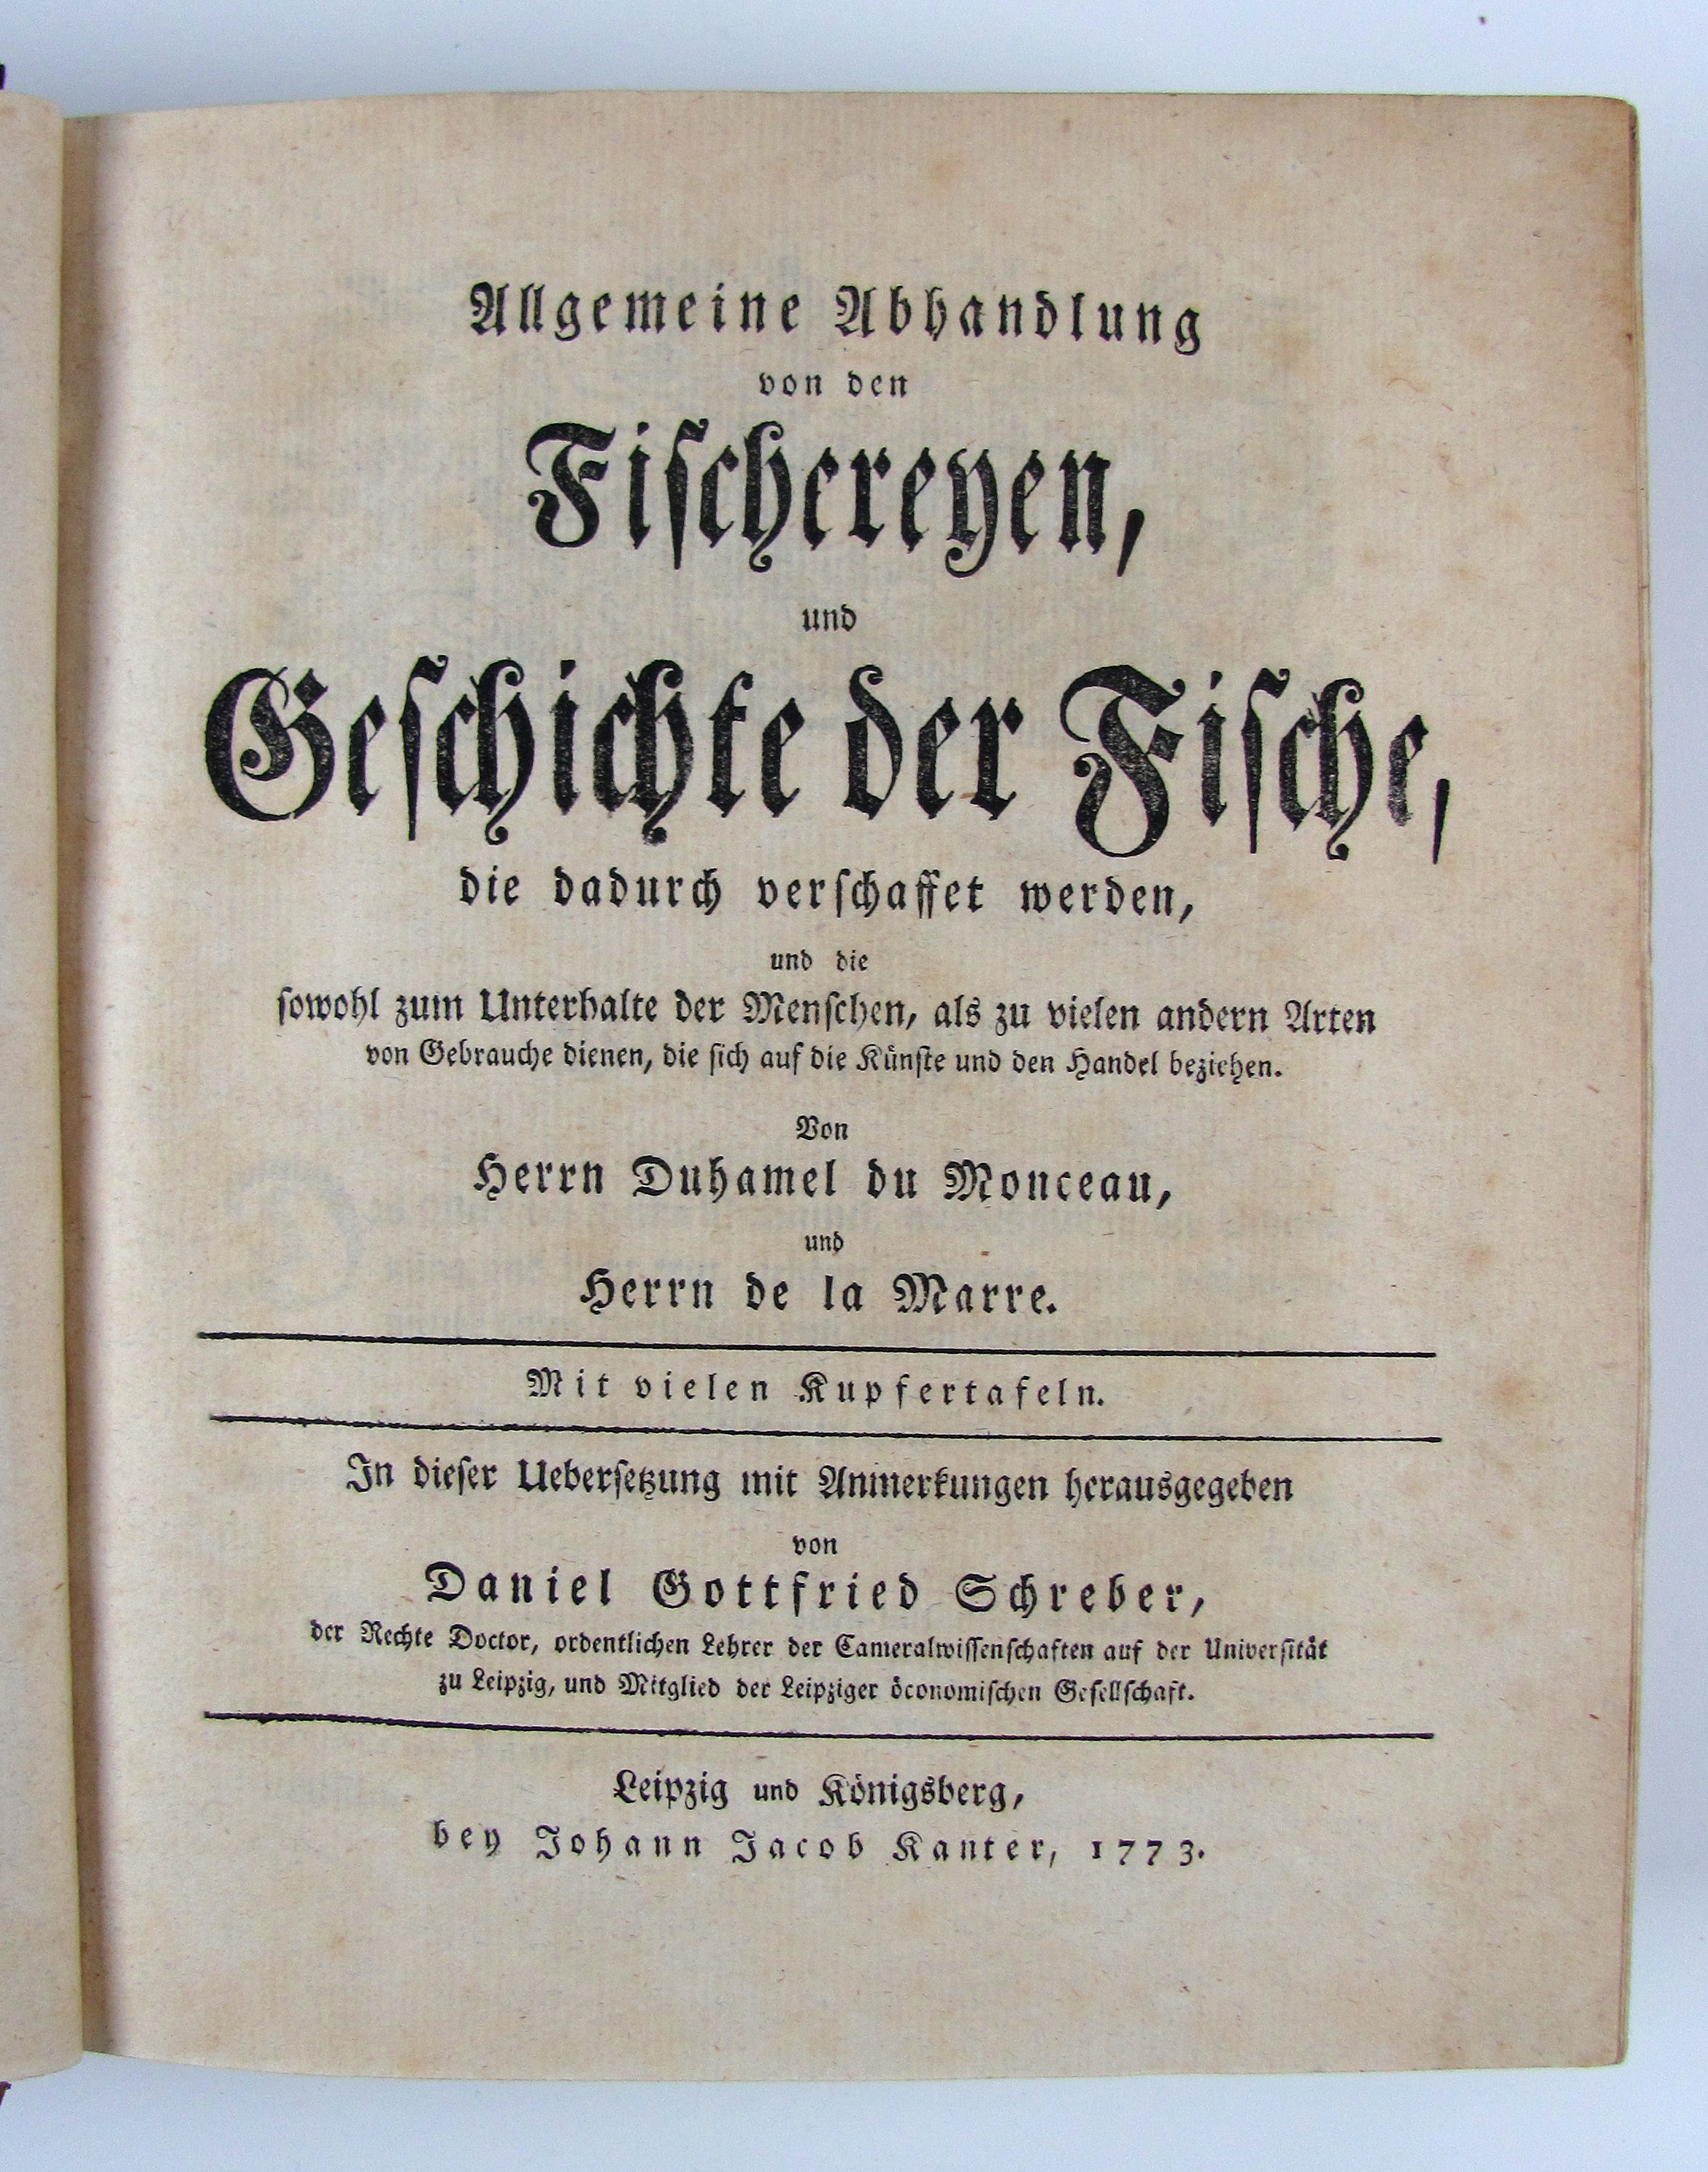 Allgemeine Abhandlung
von den
Fischereyen,
und
Geschichte der Fische,
die dadurch verschaffet werden,
und die
sowohl zum Unterhalte der Menschen, als zu vielen andern Arten
von Gebrauche dienen, die sich auf die Künste und den Handel beziehen.
Von
Herrn Duhamel du Monceau,
und
Herrn de la Marre.
Mit vielen Kupfertafeln.
In dieser Uebersetzung mit Anmerkungen herausgegeben
von
Daniel Gottfried Schreber,
der Rechte Doctor, ordentlichen Lehrer der Cameralwissenschaften auf der Universität
zu Leipzig, und Mitglied der Leipziger öconomischen Gesellschaft.
Leipzig und Königsberg,
bey Johann Jacob Kanter, 1773.